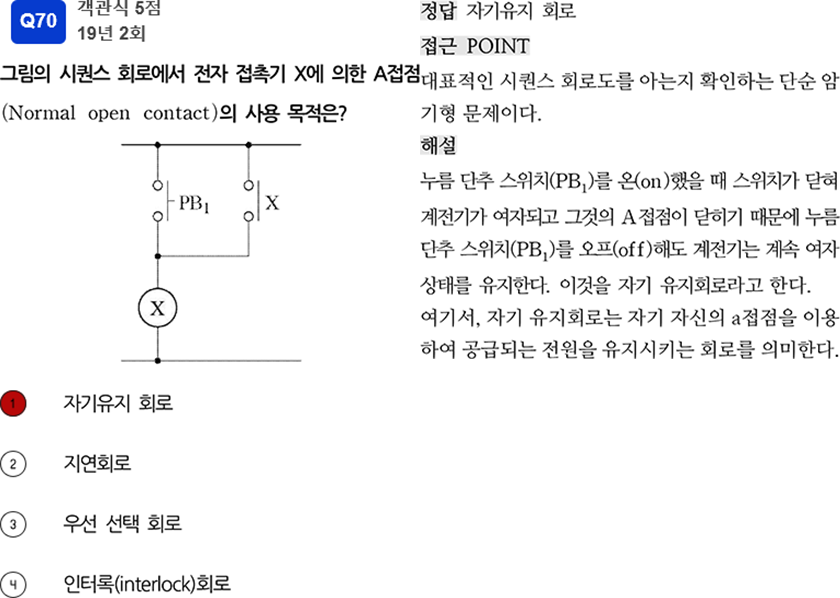 Q70
객관식 5점
19년 2회
그림의 시퀀스 회로에서 전자 접촉기 X에 의한 A접점
(Normal open contact)의 사용 목적은?
PB1
X
X
1 자기유지 회로
2 지연회로
3 우선 선택 회로
4 인터록(interlock)회로
정답 자기유지 회로
접근 POINT
대표적인 시퀀스 회로도를 아는지 확인하는 단순 암
기형 문제이다.
해설
누름 단추 스위치(PB1)를 온(on)했을 때 스위치가 닫혀
계전기가 여자되고 그것의 A접점이 닫히기 때문에 누름
단추 스위치(PB1)를 오프(off)해도 계전기는 계속 여자
상태를 유지한다. 이것을 자기 유지회로라고 한다.
여기서, 자기 유지회로는 자기 자신의 a접점을 이용
하여 공급되는 전원을 유지시키는 회로를 의미한다.